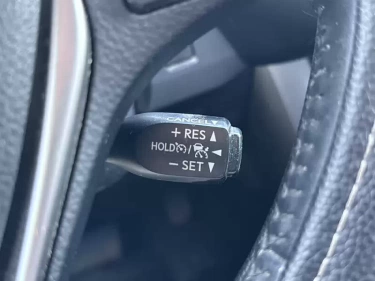 CANCEL
+ RES ▲
HOLD / ◄
− SET ▼